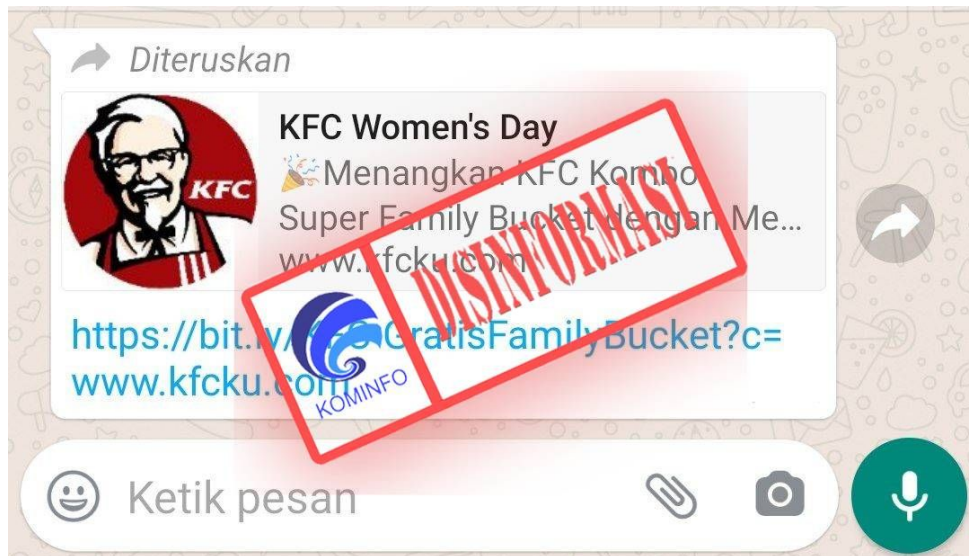 Diteruskan
KFC
KFC Women's Day
🎉Menangkan KFC Kombo
Super Family Bucket dengan Me...
www.kfcku.com
DISINFORMASI
https://bit.ly/ GratisFamilyBucket?c=
www.kfcku.com
KOMINFO
Ketik pesan